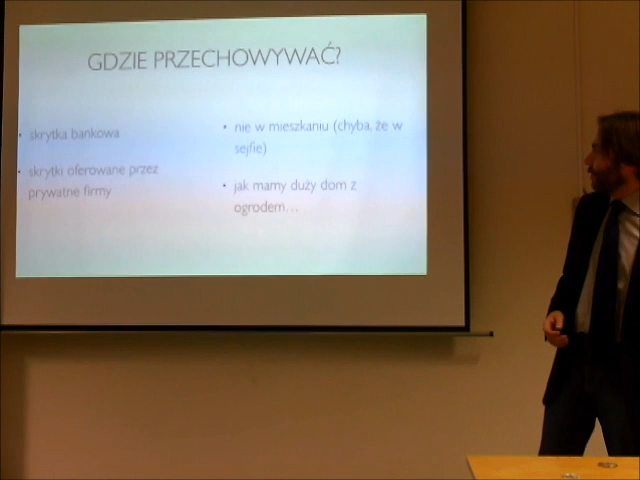 GDZIE PRZECHOWYWAĆ?
• skrytka bankowa
• skrytki oferowane przez
prywatne firmy
• nie w mieszkaniu (chyba, że w
sejfie)
• jak mamy duży dom z
ogrodem...